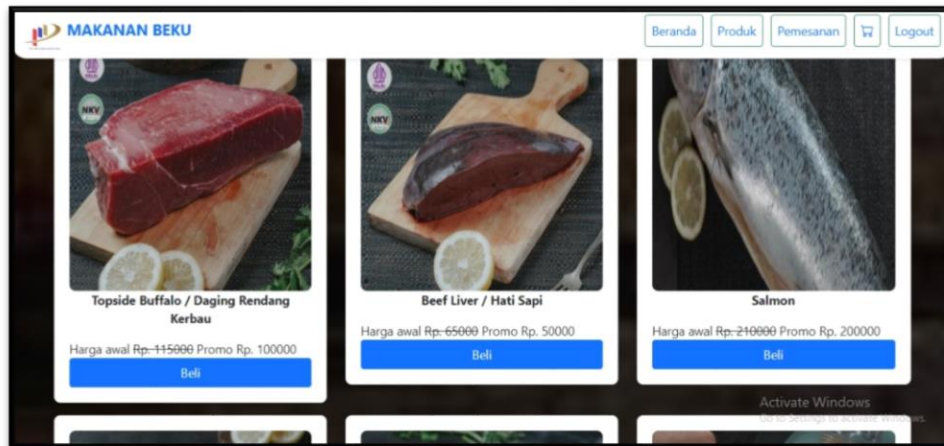 MAKANAN BEKU
Beranda
Produk
Pemesanan
Logout
NKV
NKV
Topside Buffalo / Daging Rendang
Kerbau
Harga awal Rp. 115000 Promo Rp. 100000
Beli
Beef Liver / Hati Sapi
Harga awal Rp. 65000 Promo Rp. 50000
Beli
Salmon
Harga awal Rp. 210000 Promo Rp. 200000
Beli
Activate Windows
Go to Settings to activate Windows.